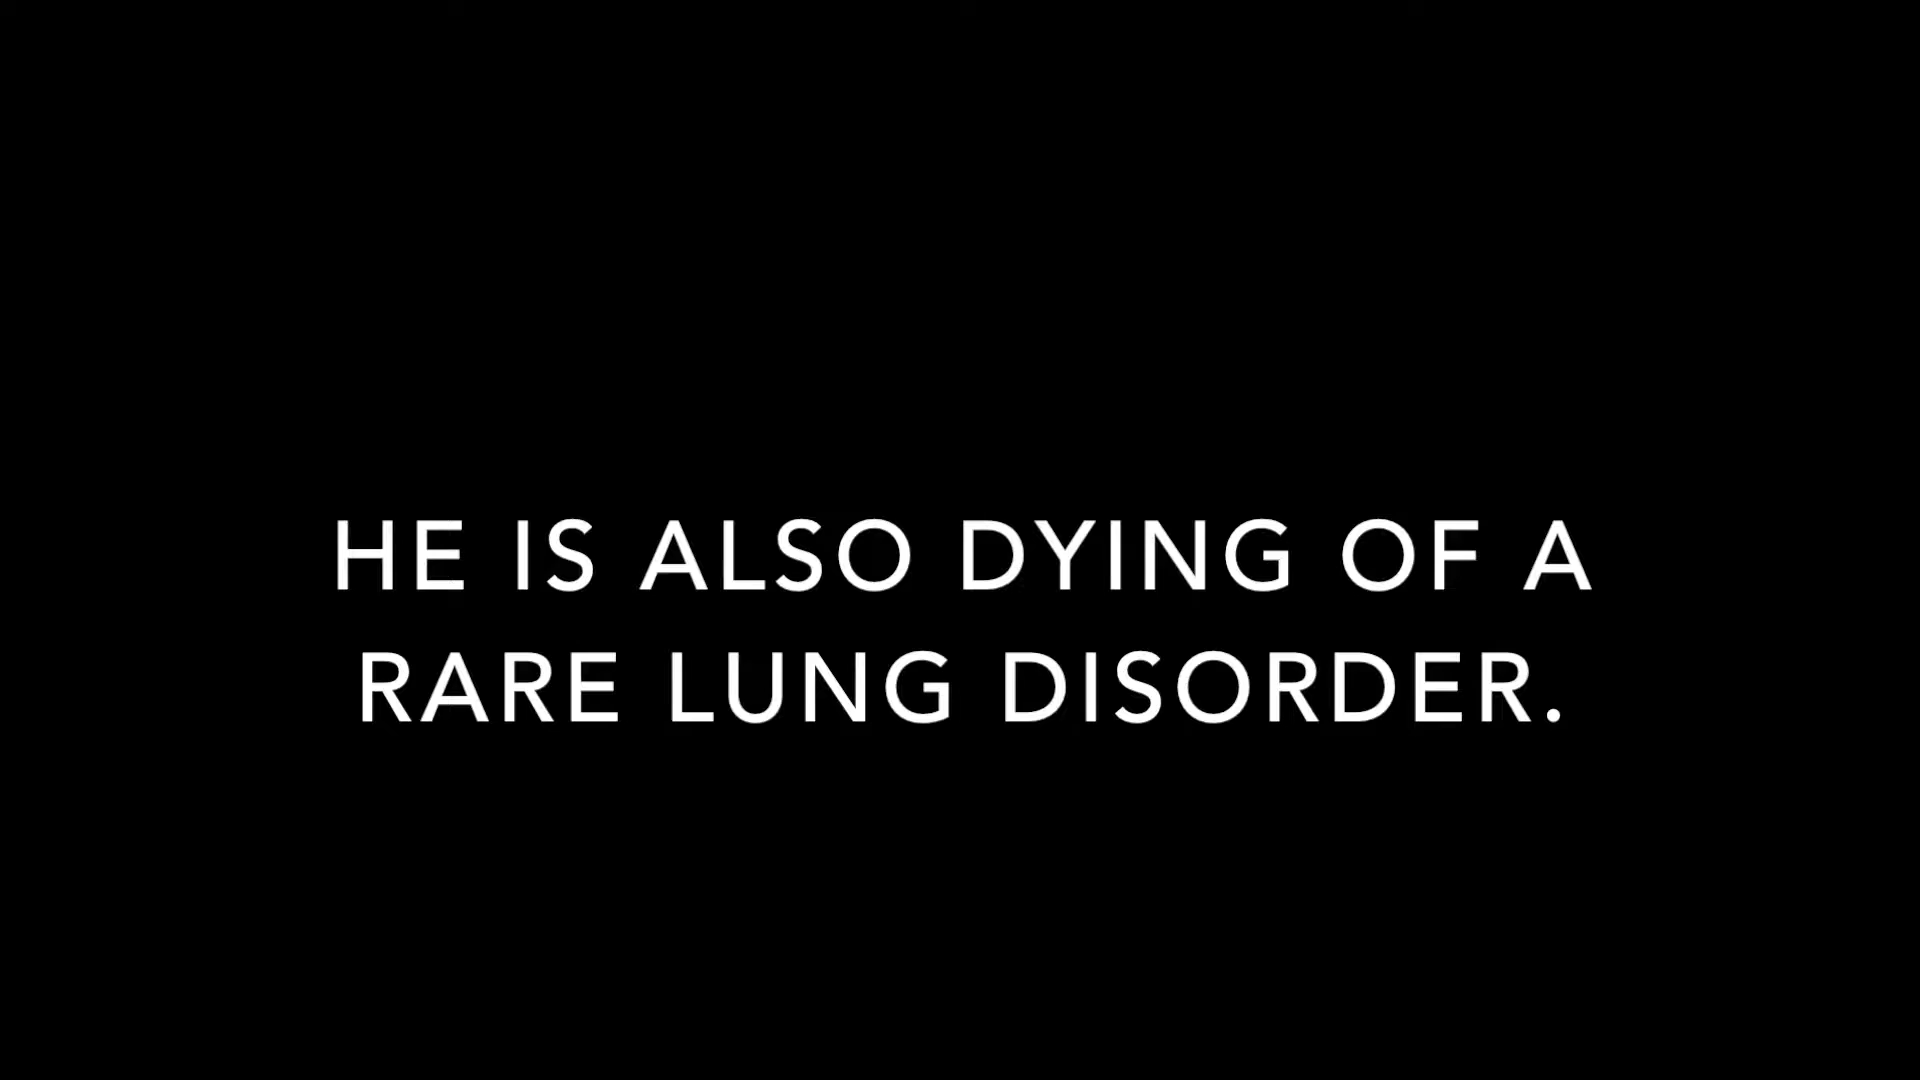 HE IS ALSO DYING OF A
RARE LUNG DISORDER.